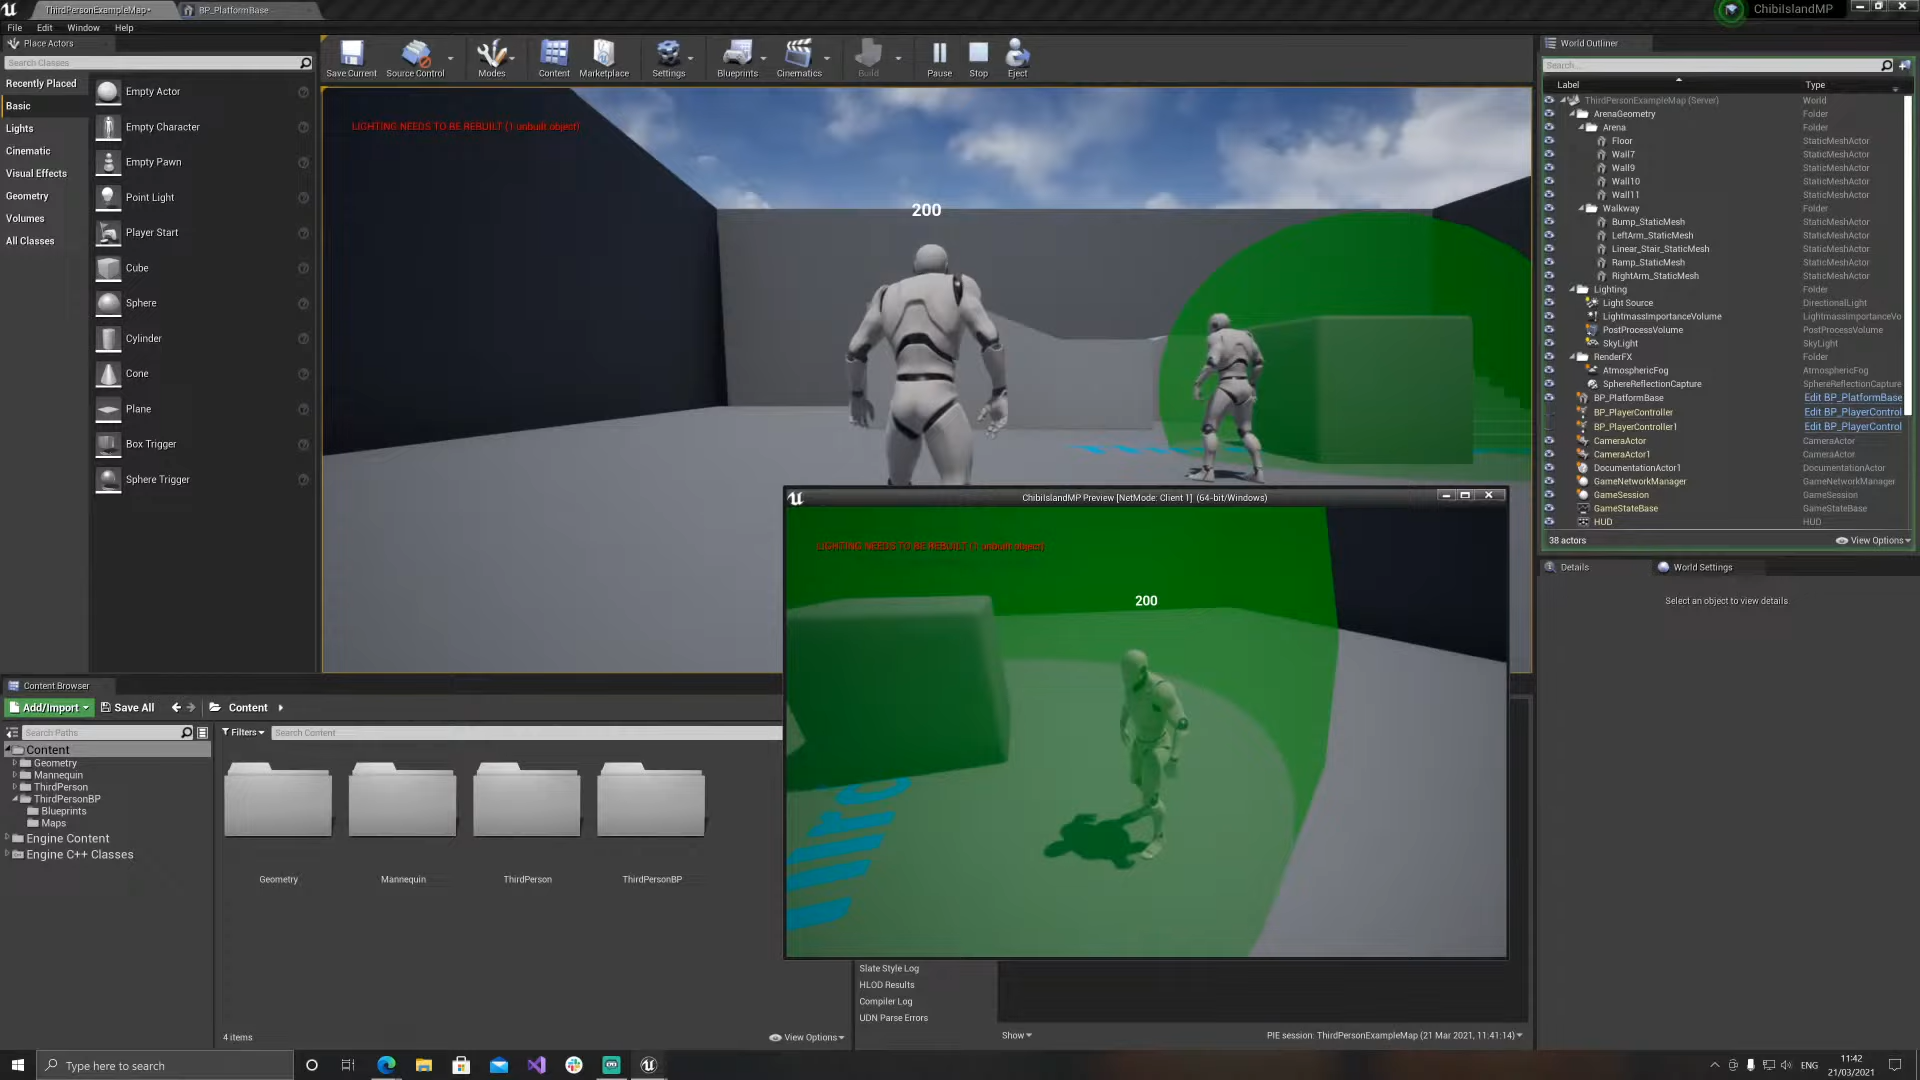 ThirdPersonExampleMap•
BP_PlatformBase
ChibiIslandMP
File Edit Window Help
Place Actors
Search Classes
Recently Placed
Basic
Lights
Cinematic
Visual Effects
Geometry
Volumes
All Classes
Empty Actor
Empty Character
Empty Pawn
Point Light
Player Start
Cube
Sphere
Cylinder
Cone
Plane
Box Trigger
Sphere Trigger
Save Current Source Control Modes Content Marketplace Settings Blueprints Cinematics Build Pause Stop Eject
LIGHTING NEEDS TO BE REBUILT (1 unbuilt object)
200
ChibiIslandMP Preview [NetMode: Client 1] (64-bit/Windows)
LIGHTING NEEDS TO BE REBUILT (1 unbuilt object)
200
World Outliner
Search...
Label Type
ThirdPersonExampleMap (Server) World
ArenaGeometry Folder
Arena Folder
Floor StaticMeshActor
Wall7 StaticMeshActor
Wall9 StaticMeshActor
Wall10 StaticMeshActor
Wall11 StaticMeshActor
Walkway Folder
Bump_StaticMesh StaticMeshActor
LeftArm_StaticMesh StaticMeshActor
Linear_Stair_StaticMesh StaticMeshActor
Ramp_StaticMesh StaticMeshActor
RightArm_StaticMesh StaticMeshActor
Lighting Folder
Light Source DirectionalLight
LightmassImportanceVolume LightmassImportanceVo
PostProcessVolume PostProcessVolume
SkyLight SkyLight
RenderFX Folder
AtmosphericFog AtmosphericFog
SphereReflectionCapture SphereReflectionCapture
BP_PlatformBase Edit BP_PlatformBase
BP_PlayerController Edit BP_PlayerControl
BP_PlayerController1 Edit BP_PlayerControl
CameraActor CameraActor
CameraActor1 CameraActor
DocumentationActor1 DocumentationActor
GameNetworkManager GameNetworkManager
GameSession GameSession
GameStateBase GameStateBase
HUD HUD
38 actors View Options
Details
World Settings
Select an object to view details
Content Browser
Add/Import Save All Content
Search Paths
Filters Search Content
Content
Geometry
Mannequin
ThirdPerson
ThirdPersonBP
Blueprints
Maps
Engine Content
Engine C++ Classes
Geometry Mannequin ThirdPerson ThirdPersonBP
4 items View Options
Slate Style Log
HLOD Results
Compiler Log
UDN Parse Errors
Show
PIE session: ThirdPersonExampleMap (21 Mar 2021, 11:41:14)
Type here to search
ENG
11:42
21/03/2021